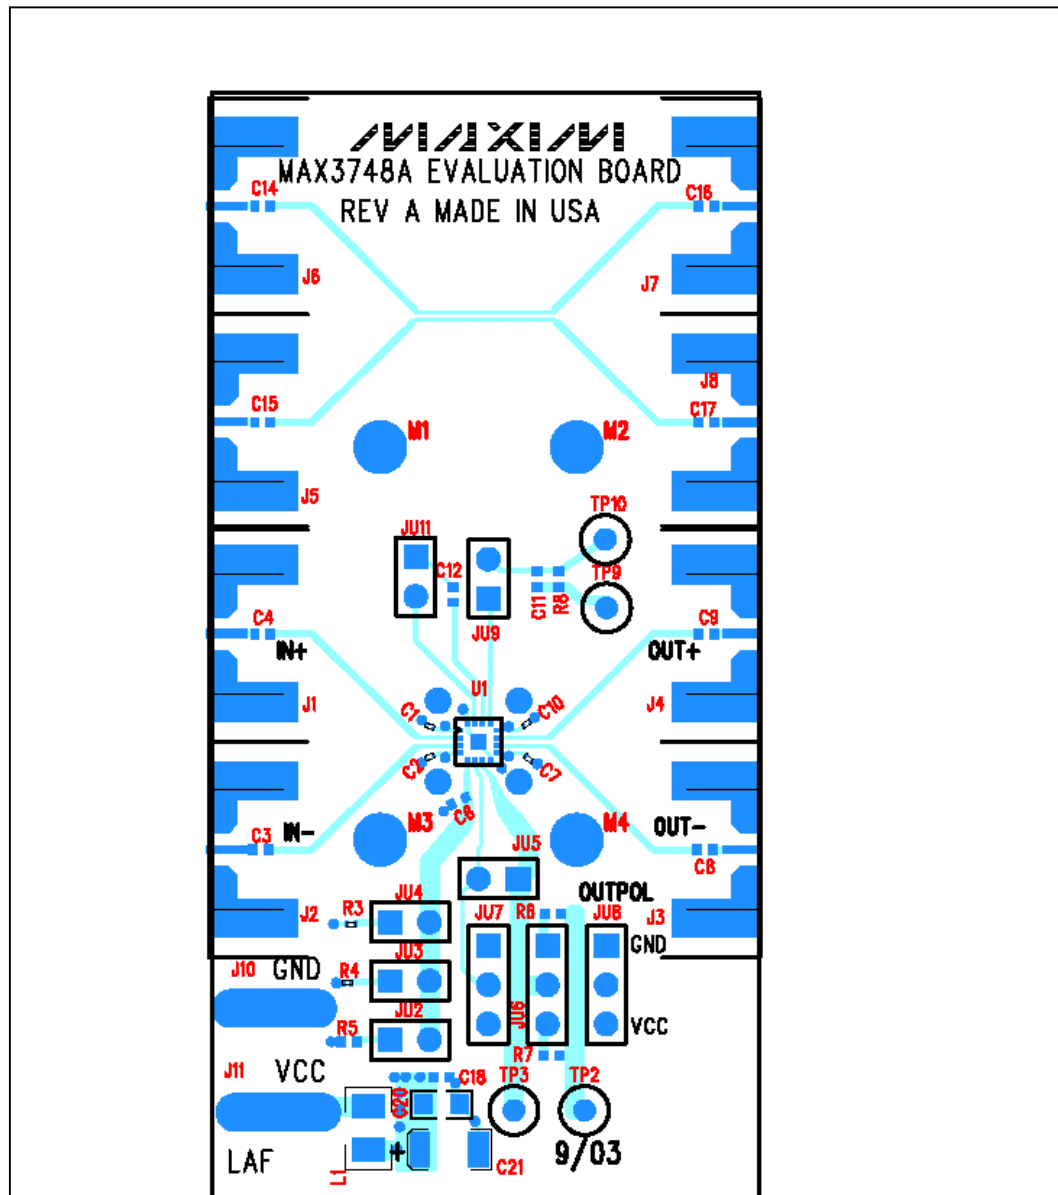 MAXIM
MAX3748A EVALUATION BOARD
C14
C16
REV A MADE IN USA
J6
J7
J8
C15
C17
M1
M2
J5
TP10
JU11
C12
TP9
C11
R8
JU9
C4
C9
IN+
OUT+
U1
J1
J4
C1
C10
C2
C7
C6
M3
M4
IN-
OUT-
C3
C8
JU5
OUTPOL
JU4
R3
JU7
R6
JU8
J2
J3
GND
JU3
J10
GND
R4
JU2
JU6
R5
VCC
R7
J11
VCC
C18
TP3
TP2
C20
LAF
L1
+
C21
9/03